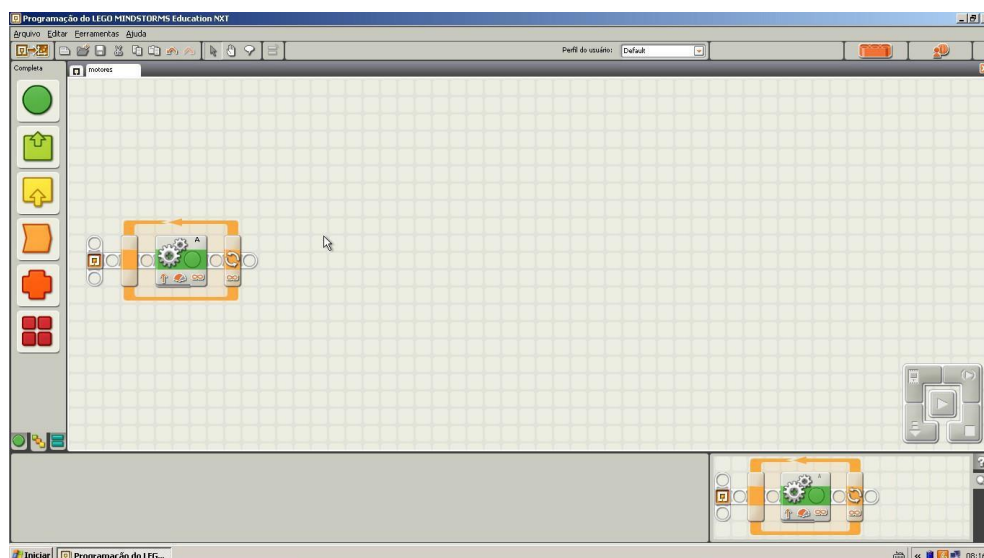 Programação do LEGO MINDSTORMS Education NXT
Arquivo Editar Ferramentas Ajuda
Perfil do usuário: Default
Completa
motores
A
A
?
Iniciar Programação do LEG... «